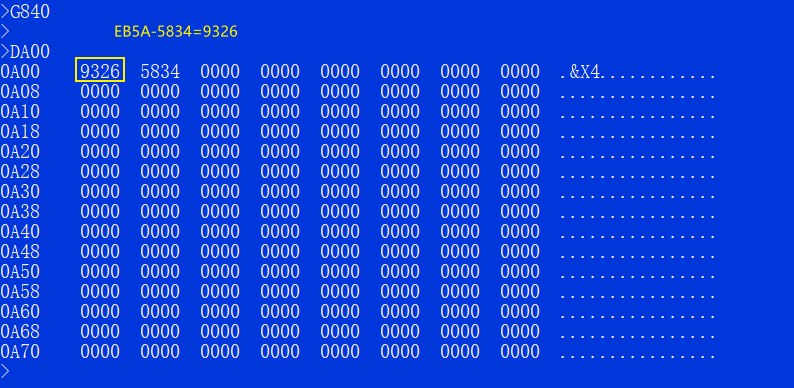 >G840
> EB5A-5834=9326
>DA00
0A00 9326 5834 0000 0000 0000 0000 0000 0000 .&X4............
0A08 0000 0000 0000 0000 0000 0000 0000 0000 ................
0A10 0000 0000 0000 0000 0000 0000 0000 0000 ................
0A18 0000 0000 0000 0000 0000 0000 0000 0000 ................
0A20 0000 0000 0000 0000 0000 0000 0000 0000 ................
0A28 0000 0000 0000 0000 0000 0000 0000 0000 ................
0A30 0000 0000 0000 0000 0000 0000 0000 0000 ................
0A38 0000 0000 0000 0000 0000 0000 0000 0000 ................
0A40 0000 0000 0000 0000 0000 0000 0000 0000 ................
0A48 0000 0000 0000 0000 0000 0000 0000 0000 ................
0A50 0000 0000 0000 0000 0000 0000 0000 0000 ................
0A58 0000 0000 0000 0000 0000 0000 0000 0000 ................
0A60 0000 0000 0000 0000 0000 0000 0000 0000 ................
0A68 0000 0000 0000 0000 0000 0000 0000 0000 ................
0A70 0000 0000 0000 0000 0000 0000 0000 0000 ................
>